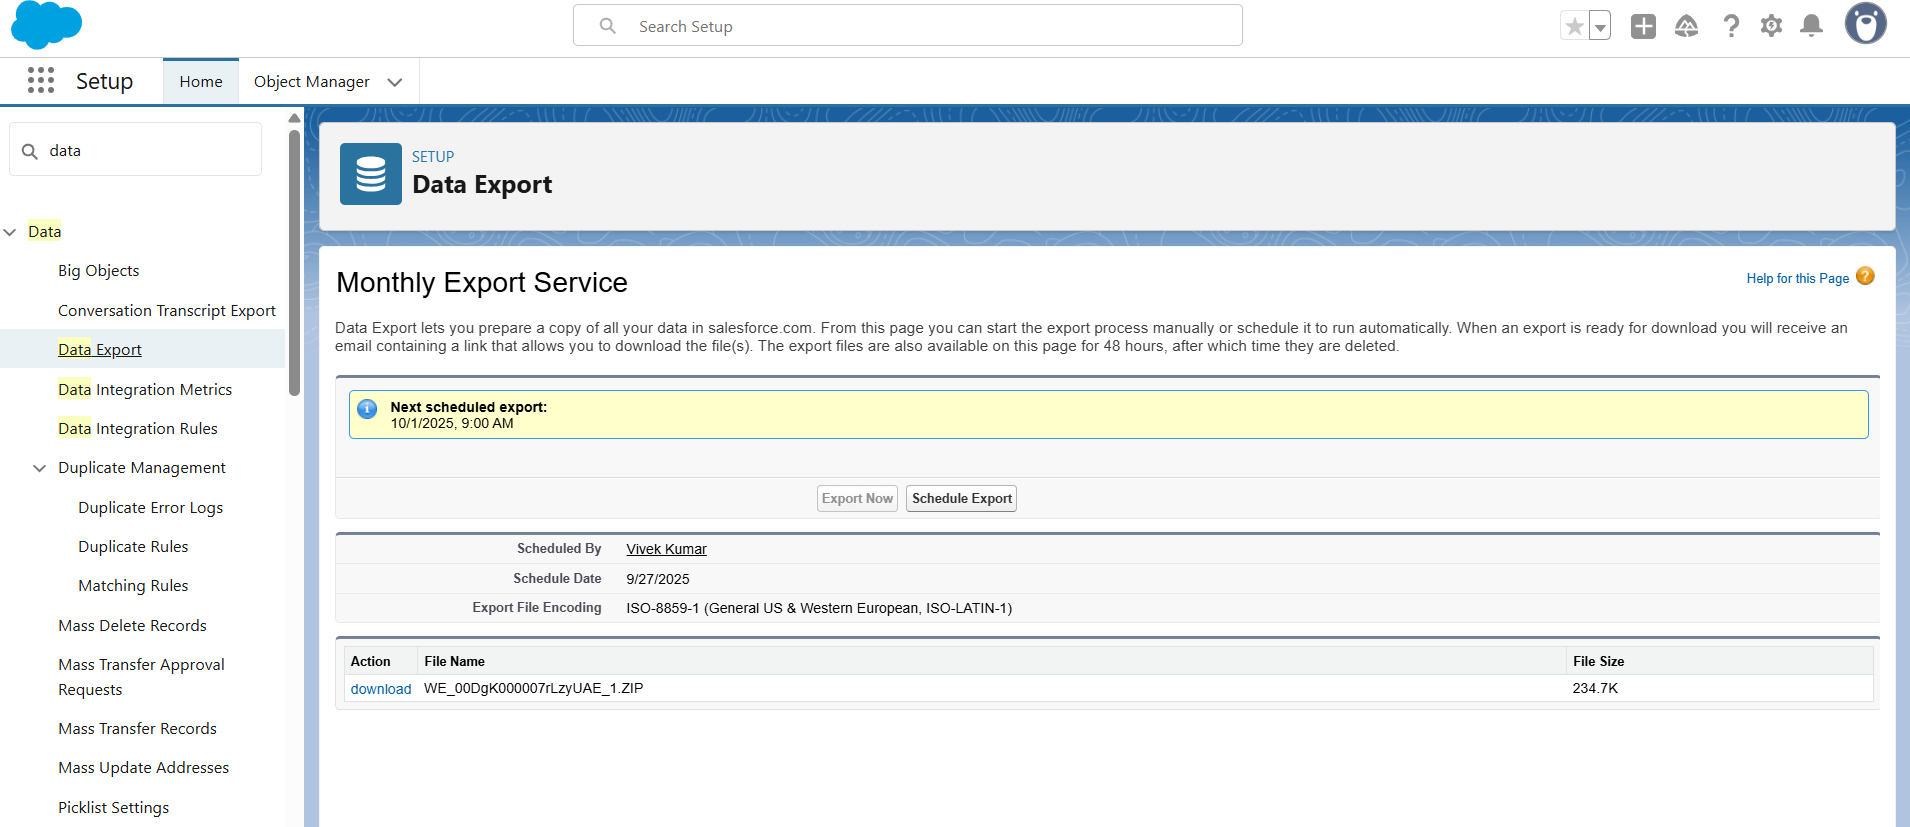 Search Setup
Setup
Home
Object Manager
data
Data
Big Objects
Conversation Transcript Export
Data Export
Data Integration Metrics
Data Integration Rules
Duplicate Management
Duplicate Error Logs
Duplicate Rules
Matching Rules
Mass Delete Records
Mass Transfer Approval
Requests
Mass Transfer Records
Mass Update Addresses
Picklist Settings
SETUP
Data Export
Monthly Export Service
Help for this Page ?
Data Export lets you prepare a copy of all your data in salesforce.com. From this page you can start the export process manually or schedule it to run automatically. When an export is ready for download you will receive an
email containing a link that allows you to download the file(s). The export files are also available on this page for 48 hours, after which time they are deleted.
Next scheduled export:
10/1/2025, 9:00 AM
Export Now Schedule Export
Scheduled By Vivek Kumar
Schedule Date 9/27/2025
Export File Encoding ISO-8859-1 (General US & Western European, ISO-LATIN-1)
Action File Name File Size
download WE_00DgK000007rLzyUAE_1.ZIP 234.7K